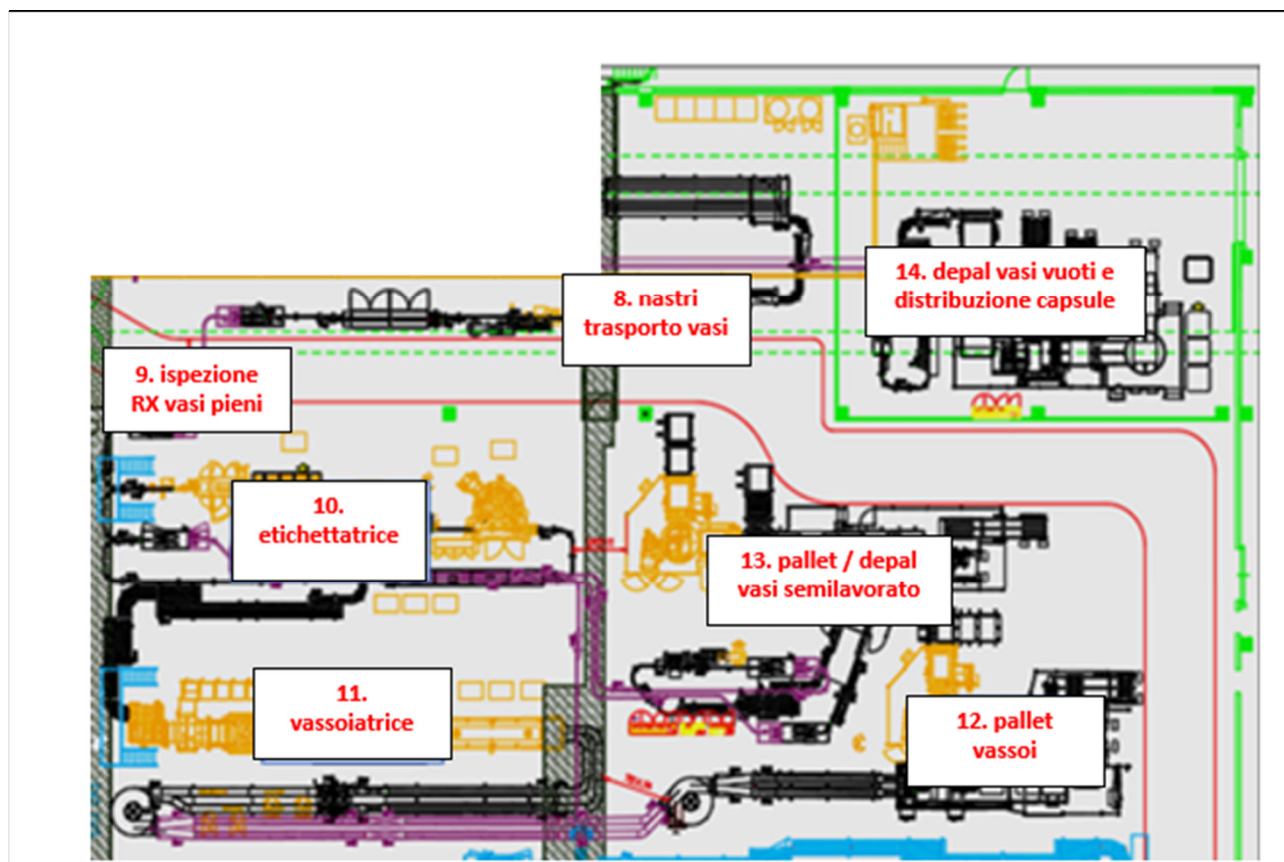 14. depal vasi vuoti e
distribuzione capsule
8. nastri
trasporto vasi
9. ispezione
RX vasi pieni
10.
etichettatrice
13. pallet / depal
vasi semilavorato
11.
vassoiatrice
12. pallet
vassoi